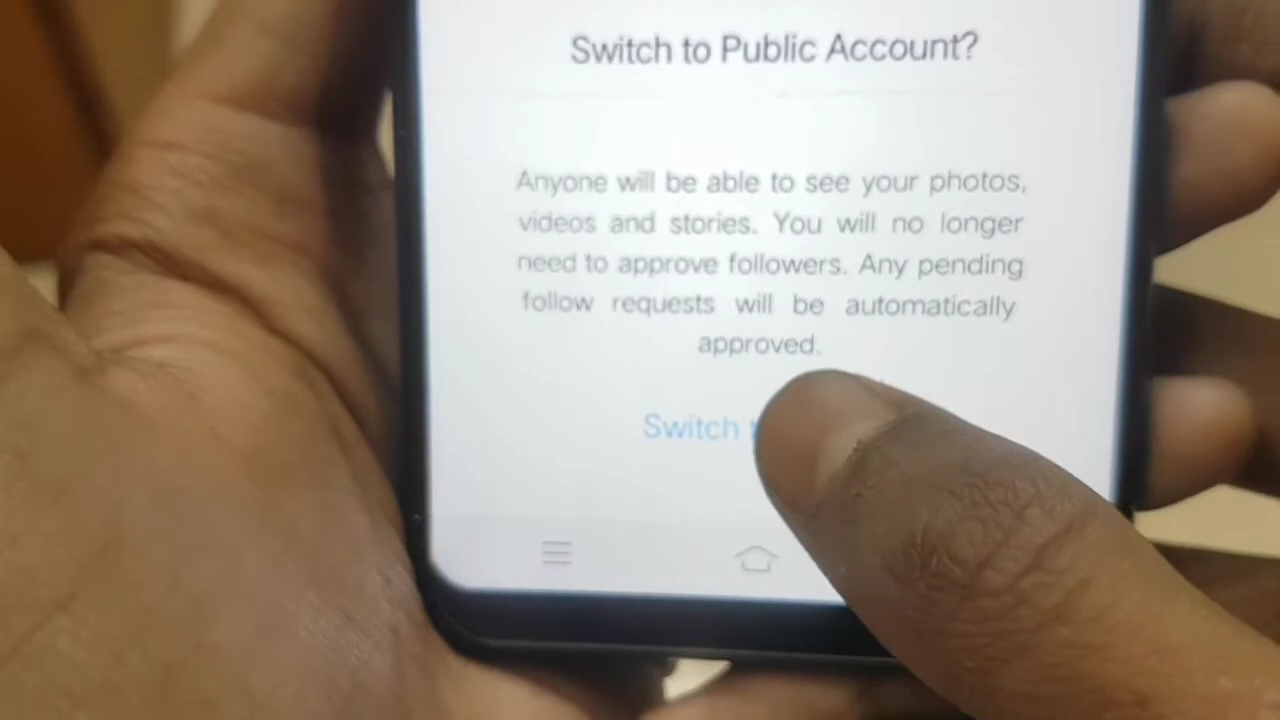 Switch to Public Account?
Anyone will be able to see your photos,
videos and stories. You will no longer
need to approve followers. Any pending
follow requests will be automatically
approved.
Switch